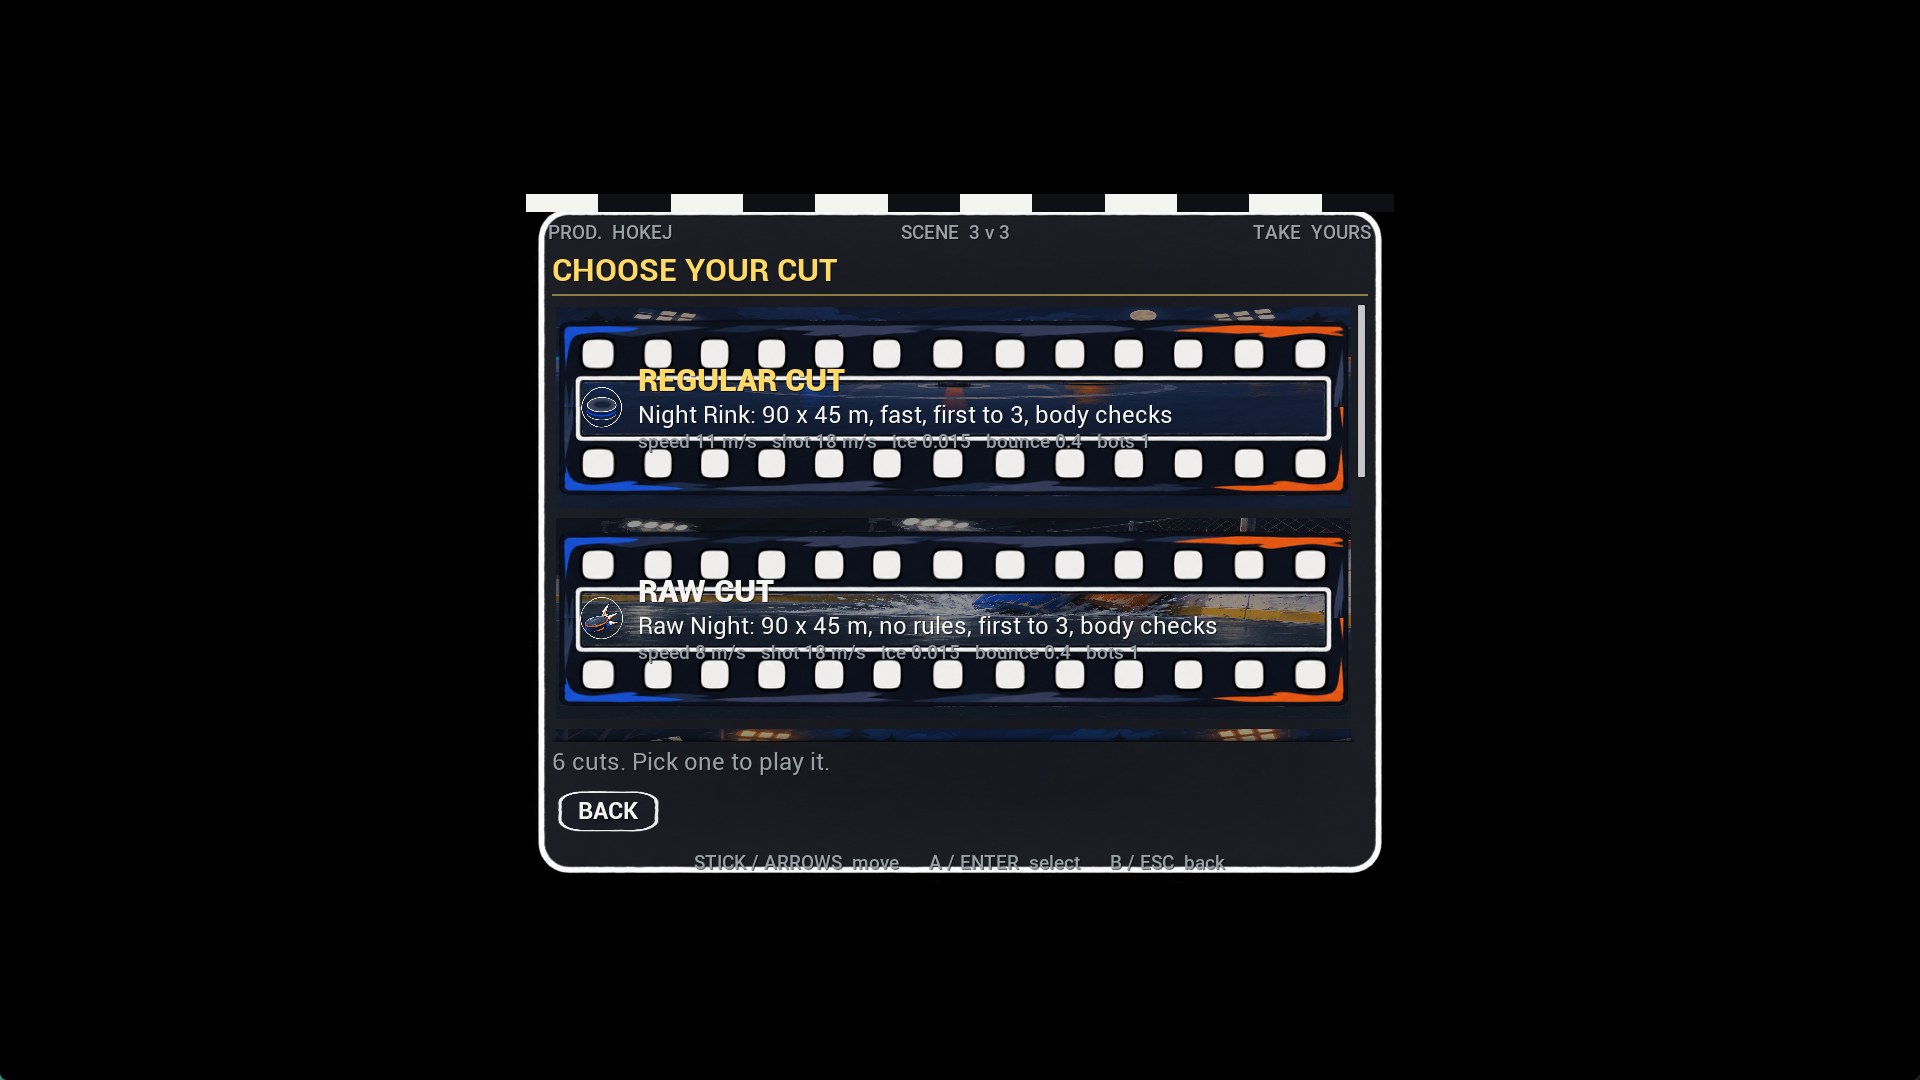 PROD. HOKEJ SCENE 3 v 3 TAKE YOURS
CHOOSE YOUR CUT
REGULAR CUT
Night Rink: 90 x 45 m, fast, first to 3, body checks
speed 11 m/s shot 18 m/s ice 0.015 bounce 0.4 bots 1
RAW CUT
Raw Night: 90 x 45 m, no rules, first to 3, body checks
speed 8 m/s shot 18 m/s ice 0.015 bounce 0.4 bots 1
6 cuts. Pick one to play it.
BACK
STICK / ARROWS move A / ENTER select B / ESC back